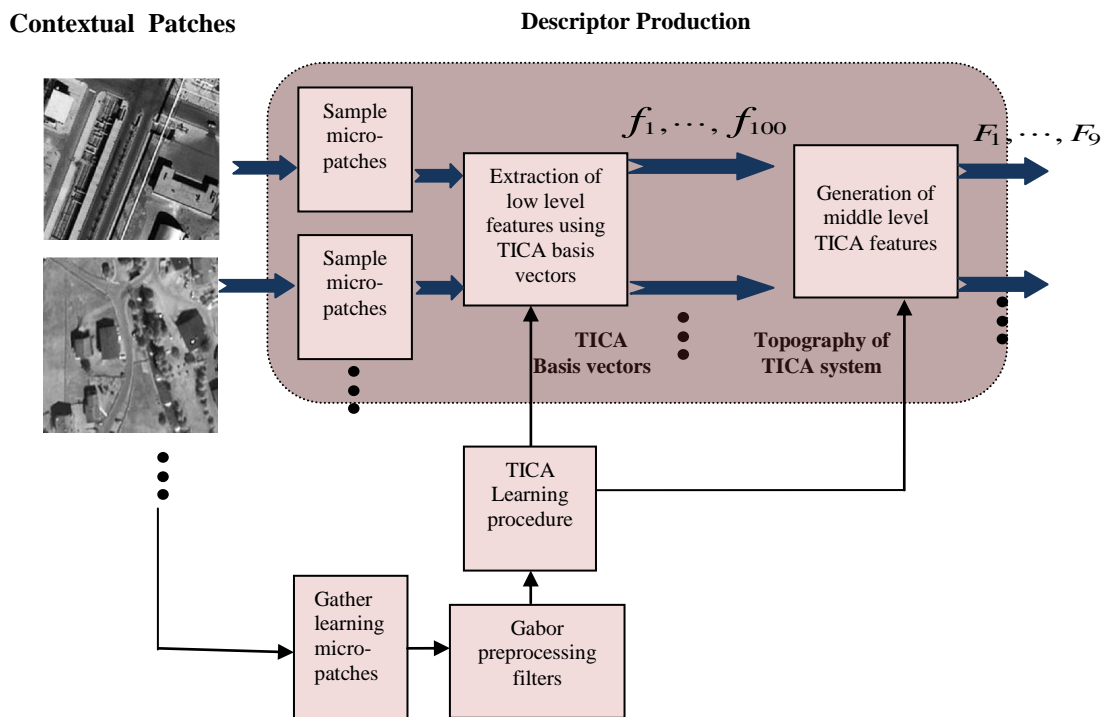 Contextual Patches
Descriptor Production
Sample
micro-
patches
f₁, ⋯, f₁₀₀
F₁, ⋯, F₉
Extraction of
low level
features using
TICA basis
vectors
Generation of
middle level
TICA features
Sample
micro-
patches
TICA
Basis vectors
Topography of
TICA system
TICA
Learning
procedure
Gather
learning
micro-
patches
Gabor
preprocessing
filters